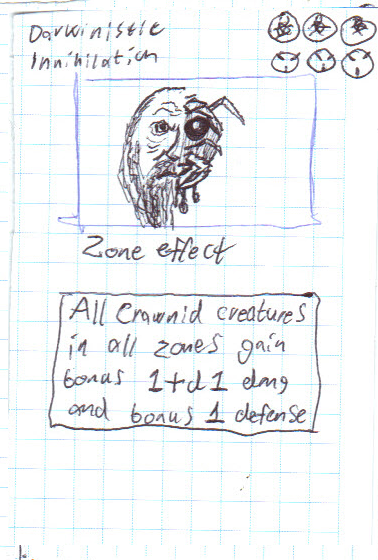 Darwinistic
Innihilation
Zone effect
All Crawnid creatures
in all zones gain
bonus 1+d1 dmg
and bonus 1 defense